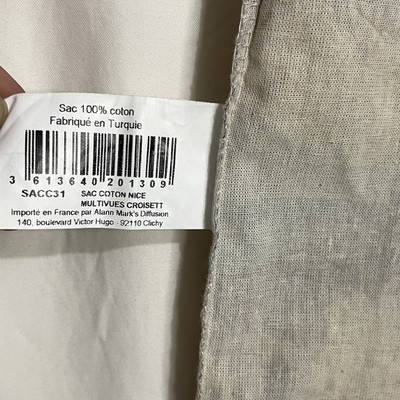 Sac 100% coton
Fabriqué en Turquie
3 613640 201309
SACC31 SAC COTON NICE
MULTIVUES CROISETT
Importé en France par Alann Mark's Diffusion
140, boulevard Victor Hugo - 92110 Clichy